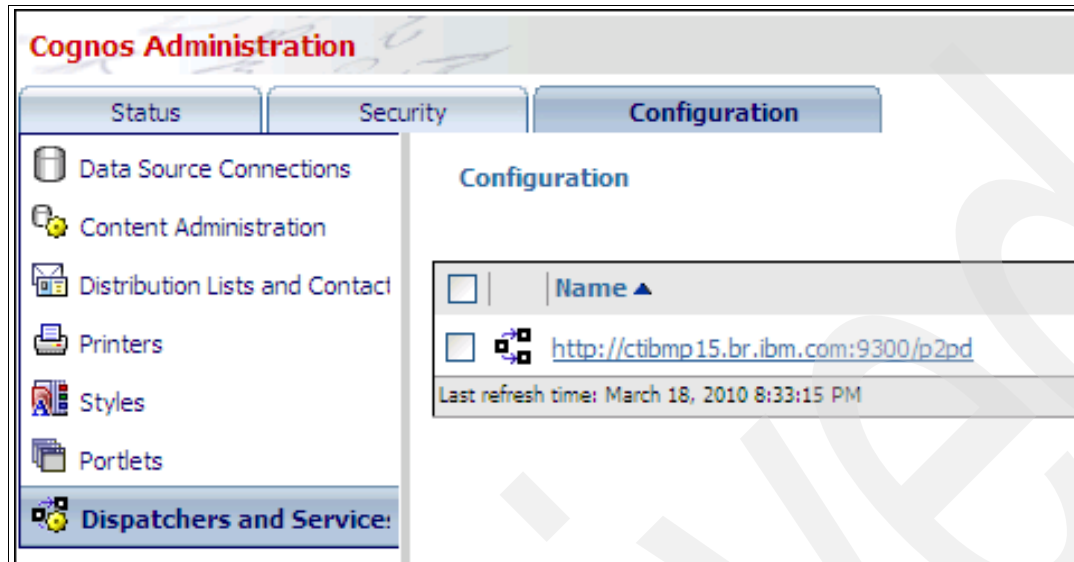 Cognos Administration
Status Security Configuration
Data Source Connections
Content Administration
Distribution Lists and Contact
Printers
Styles
Portlets
Dispatchers and Services
Configuration
Name
http://ctibmp15.br.ibm.com:9300/p2pd
Last refresh time: March 18, 2010 8:33:15 PM